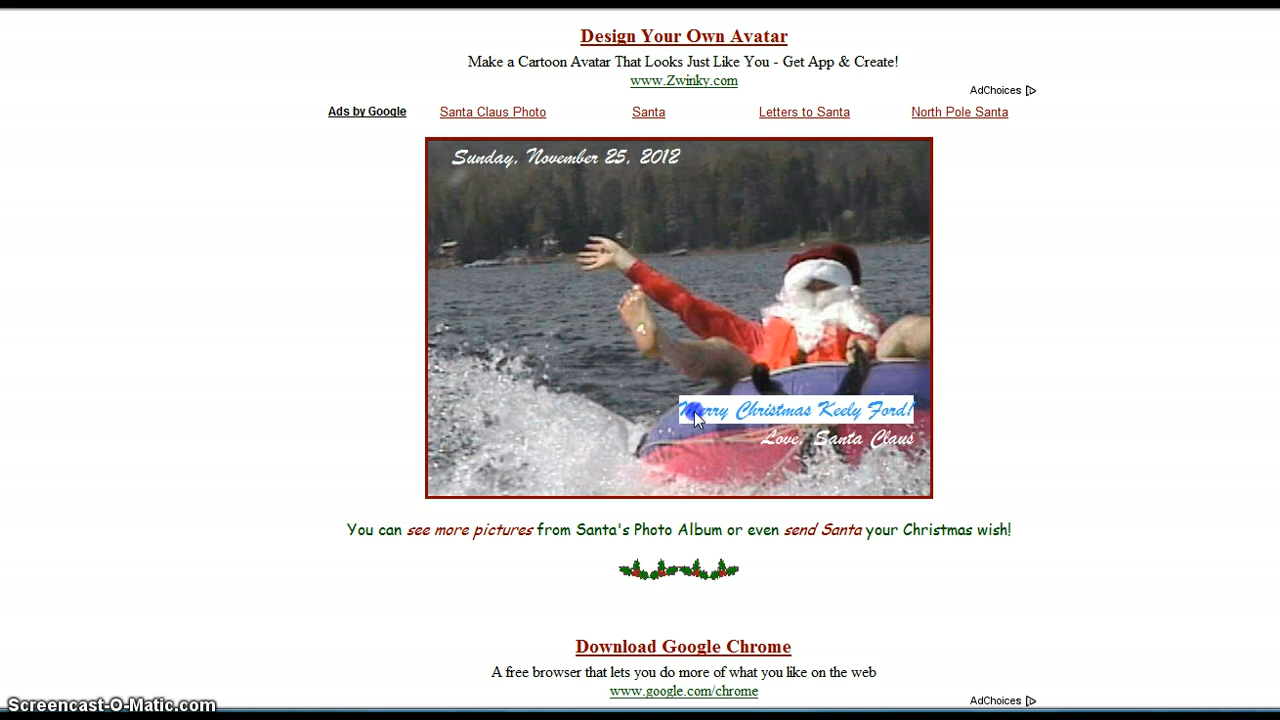 Design Your Own Avatar
Make a Cartoon Avatar That Looks Just Like You - Get App & Create!
www.Zwinky.com
AdChoices
Ads by Google Santa Claus Photo Santa Letters to Santa North Pole Santa
Sunday, November 25, 2012
Merry Christmas Keely Ford!
Love, Santa Claus
You can see more pictures from Santa's Photo Album or even send Santa your Christmas wish!
Download Google Chrome
A free browser that lets you do more of what you like on the web
www.google.com/chrome
AdChoices
Screencast-O-Matic.com